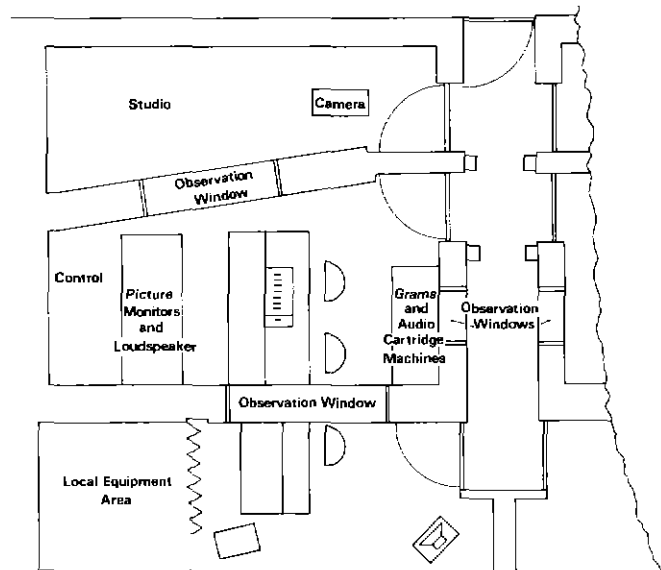 Studio
Camera
Observation
Window
Control
Picture
Monitors
and
Loudspeaker
Grams
and
Audio
Cartridge
Machines
Observation
Windows
Observation Window
Local Equipment
Area